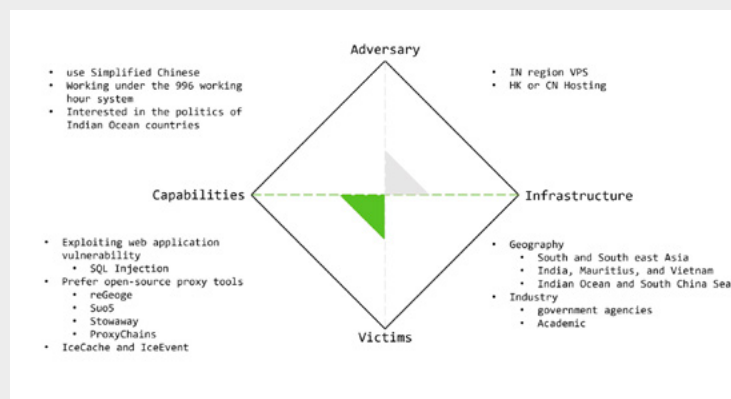 Adversary
• use Simplified Chinese
• Working under the 996 working
hour system
• Interested in the politics of
Indian Ocean countries
• IN region VPS
• HK or CN Hosting
Capabilities
Infrastructure
• Exploiting web application
vulnerability
• SQL Injection
• Prefer open-source proxy tools
• reGeoge
• Suo5
• Stowaway
• ProxyChains
• IceCache and IceEvent
• Geography
• South and South east Asia
• India, Mauritius, and Vietnam
• Indian Ocean and South China Sea
• Industry
• government agencies
• Academic
Victims